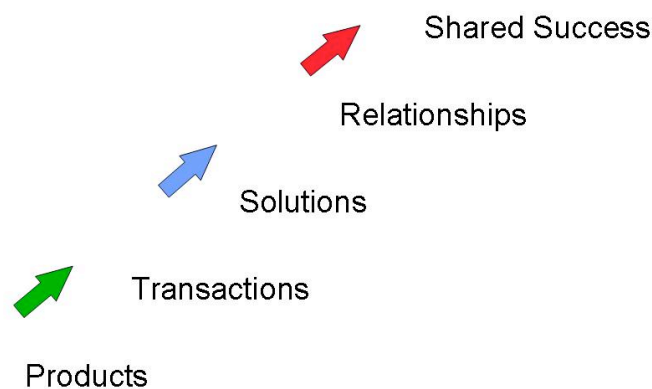 Shared Success
Relationships
Solutions
Transactions
Products